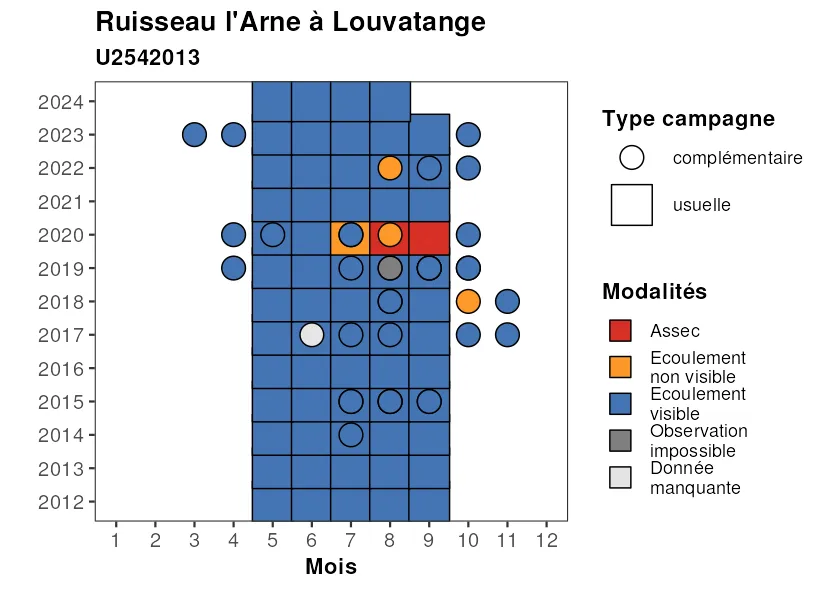 Ruisseau l'Arne à Louvatange
U2542013
2024
2023
2022
2021
2020
2019
2018
2017
2016
2015
2014
2013
2012
1 2 3 4 5 6 7 8 9 10 11 12
Mois
Type campagne
complémentaire
usuelle
Modalités
Assec
Ecoulement
non visible
Ecoulement
visible
Observation
impossible
Donnée
manquante